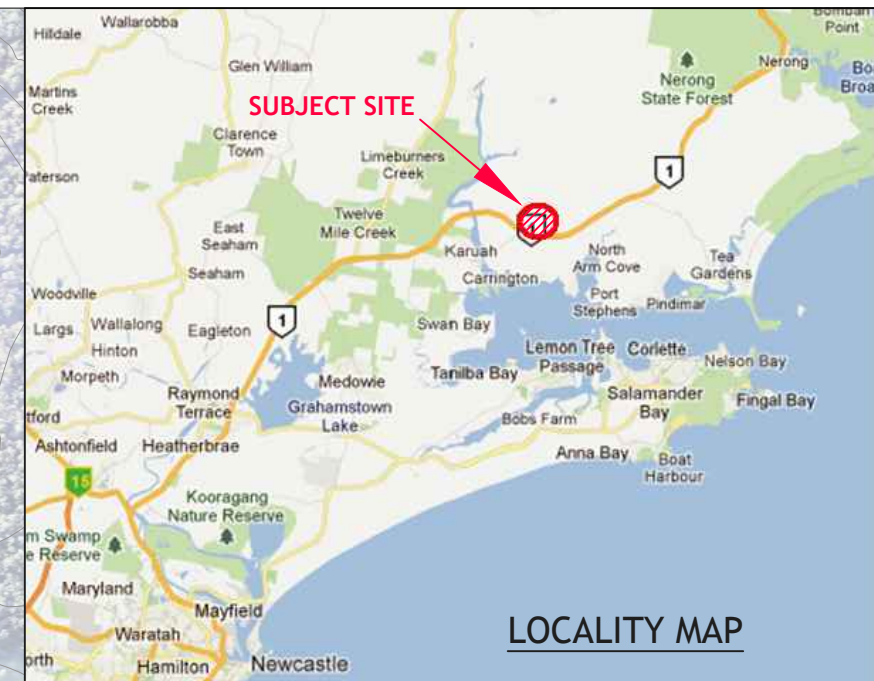 Wallarobba
Hilldale
Bombah
Point
Glen William
Nerong
Nerong
State Forest
Martins
Creek
SUBJECT SITE
Clarence
Town
Limeburners
Creek
1
Twelve
Mile Creek
East
Seaham
Karuah
North
Arm Cove
Tea
Gardens
Seaham
Carrington
Woodville
Port
Stephens
Pindimar
1
Largs
Wallalong
Eagleton
Swan Bay
Hinton
Lemon Tree
Passage
Corlette
Nelson Bay
Morpeth
Medowie
Tanilba Bay
Raymond
Terrace
Salamander
Bay
Fingal Bay
Grahamstown
Lake
Bobs Farm
Ashtonfield
Heatherbrae
Anna Bay
Boat
Harbour
15
Kooragang
Nature Reserve
m Swamp
e Reserve
Maryland
Mayfield
Waratah
LOCALITY MAP
Hamilton
Newcastle